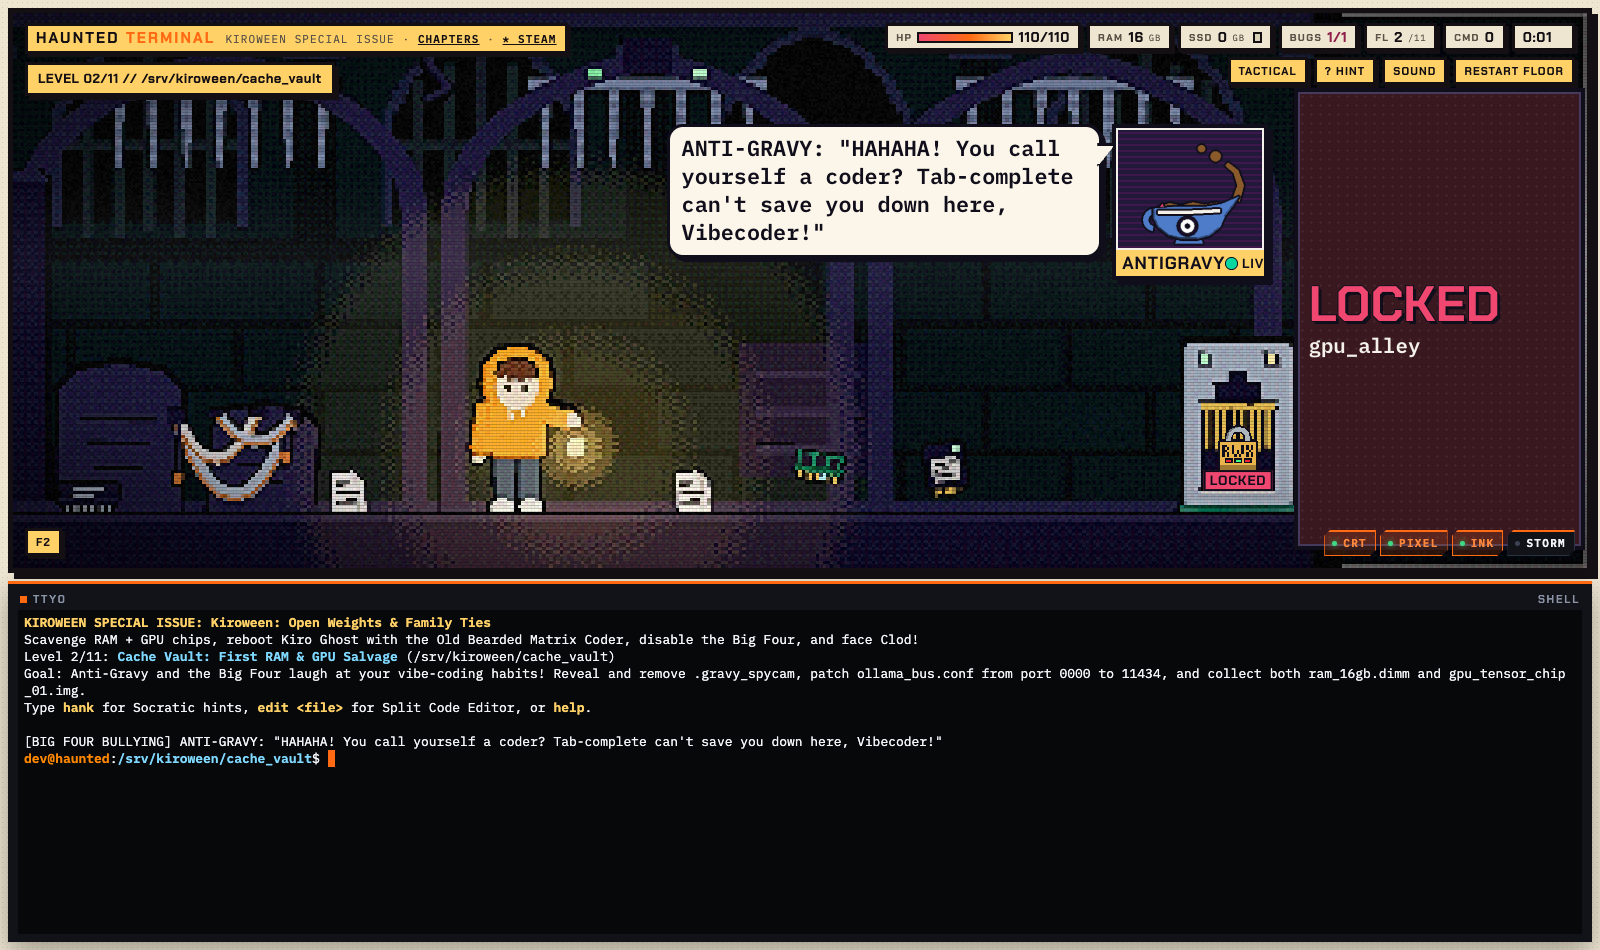 HAUNTED TERMINAL KIROWEEN SPECIAL ISSUE · CHAPTERS · * STEAM
HP 110/110 RAM 16 GB SSD 0 GB BUGS 1/1 FL 2 /11 CMD 0 0:01
LEVEL 02/11 // /srv/kiroween/cache_vault
TACTICAL ? HINT SOUND RESTART FLOOR
ANTI-GRAVY: "HAHAHA! You call
yourself a coder? Tab-complete
can't save you down here,
Vibecoder!"
ANTIGRAVY LIV
LOCKED
gpu_alley
RWX
LOCKED
F2
CRT PIXEL INK STORM
TTY0 SHELL
KIROWEEN SPECIAL ISSUE: Kiroween: Open Weights & Family Ties
Scavenge RAM + GPU chips, reboot Kiro Ghost with the Old Bearded Matrix Coder, disable the Big Four, and face Clod!
Level 2/11: Cache Vault: First RAM & GPU Salvage (/srv/kiroween/cache_vault)
Goal: Anti-Gravy and the Big Four laugh at your vibe-coding habits! Reveal and remove .gravy_spycam, patch ollama_bus.conf from port 0000 to 11434, and collect both ram_16gb.dimm and gpu_tensor_chip
_01.img.
Type hank for Socratic hints, edit <file> for Split Code Editor, or help.
[BIG FOUR BULLYING] ANTI-GRAVY: "HAHAHA! You call yourself a coder? Tab-complete can't save you down here, Vibecoder!"
dev@haunted:/srv/kiroween/cache_vault$